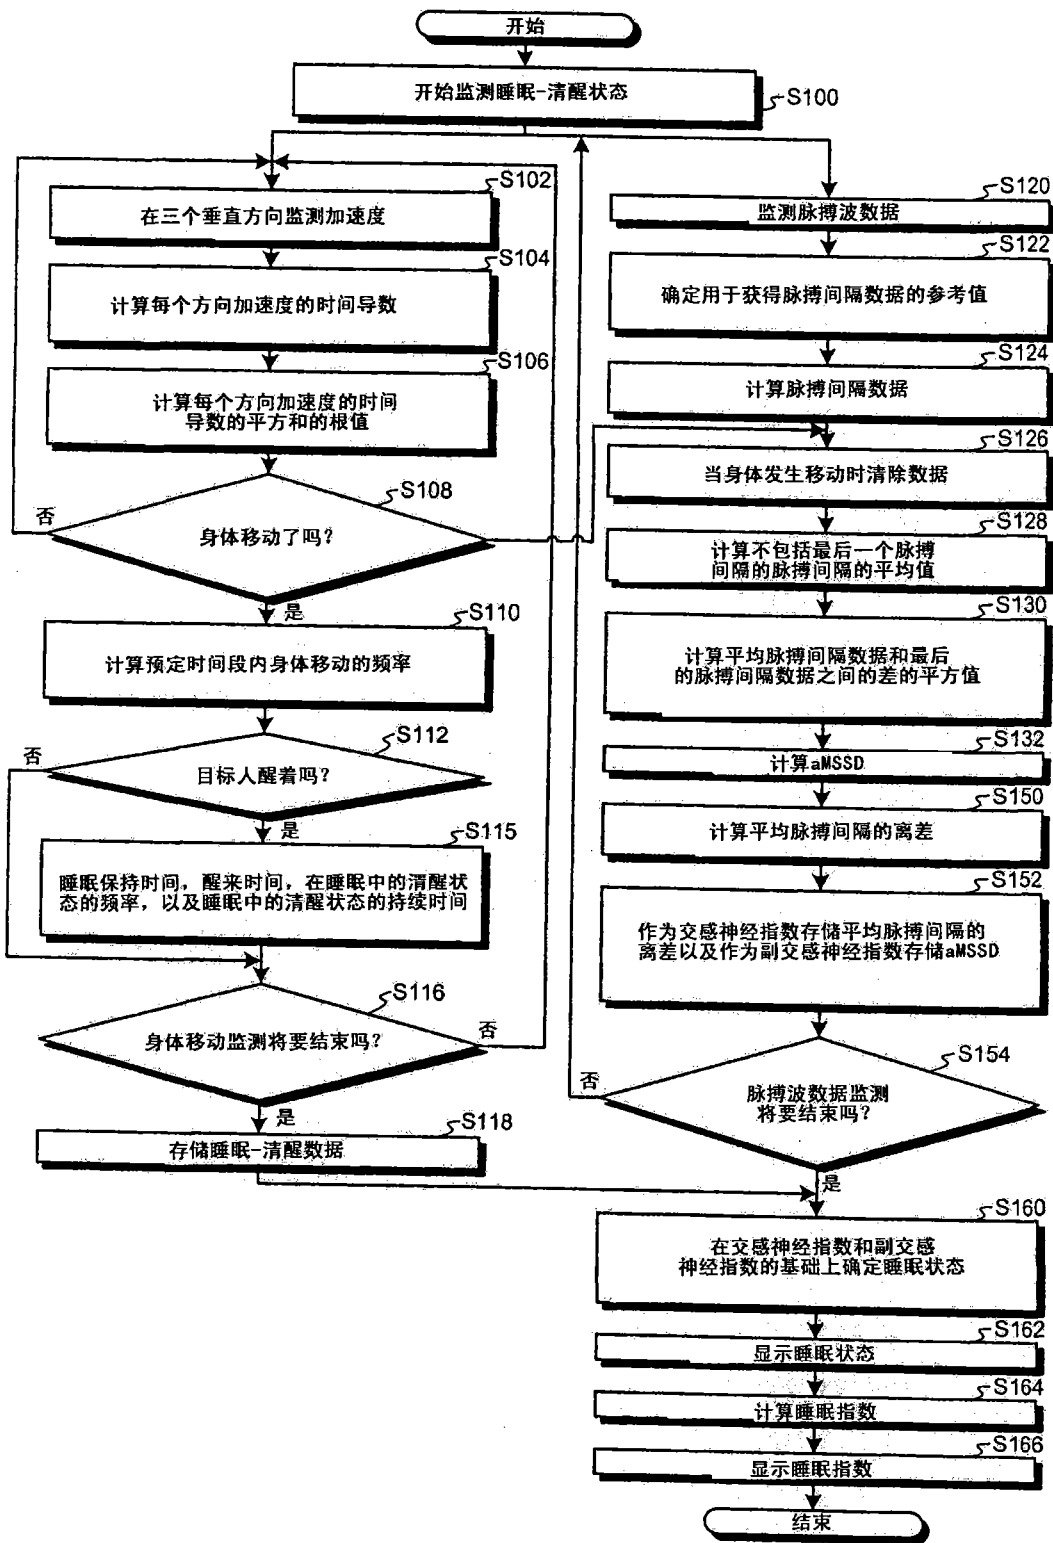 开始
开始监测睡眠-清醒状态
S100
S102
在三个垂直方向监测加速度
S104
计算每个方向加速度的时间导数
S106
计算每个方向加速度的时间
导数的平方和的根值
S108
否
身体移动了吗?
是
S110
计算预定时间段内身体移动的频率
S112
否
目标人醒着吗?
是
S115
睡眠保持时间，醒来时间，在睡眠中的清醒状
态的频率，以及睡眠中的清醒状态的持续时间
S116
身体移动监测将要结束吗?
否
是
S118
存储睡眠-清醒数据
S120
监测脉搏波数据
S122
确定用于获得脉搏间隔数据的参考值
S124
计算脉搏间隔数据
S126
当身体发生移动时清除数据
S128
计算不包括最后一个脉搏
间隔的脉搏间隔的平均值
S130
计算平均脉搏间隔数据和最后
的脉搏间隔数据之间的差的平方值
S132
计算aMSSD
S150
计算平均脉搏间隔的离差
S152
作为交感神经指数存储平均脉搏间隔的
离差以及作为副交感神经指数存储aMSSD
S154
否
脉搏波数据监测
将要结束吗?
是
S160
在交感神经指数和副交感
神经指数的基础上确定睡眠状态
S162
显示睡眠状态
S164
计算睡眠指数
S166
显示睡眠指数
结束